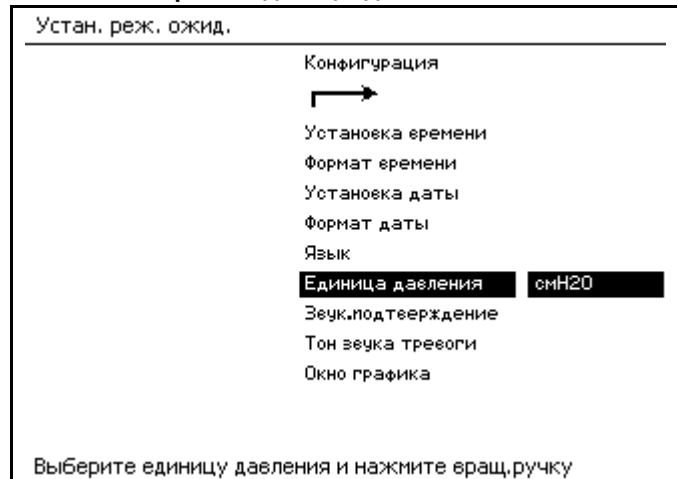 Устан. реж. ожид.
Конфигурация
Установка времени
Формат времени
Установка даты
Формат даты
Язык
Единица давления смH2O
Звук.подтверждение
Тон звука тревоги
Окно графика
Выберите единицу давления и нажмите вращ.ручку